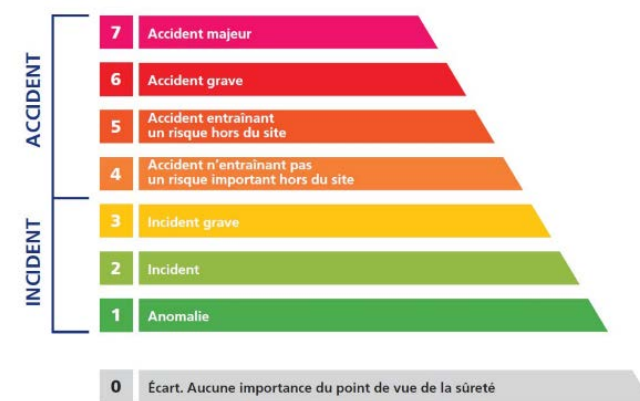 ACCIDENT
7 Accident majeur
6 Accident grave
5 Accident entraînant
un risque hors du site
4 Accident n'entraînant pas
un risque important hors du site
INCIDENT
3 Incident grave
2 Incident
1 Anomalie
0 Écart. Aucune importance du point de vue de la sûreté